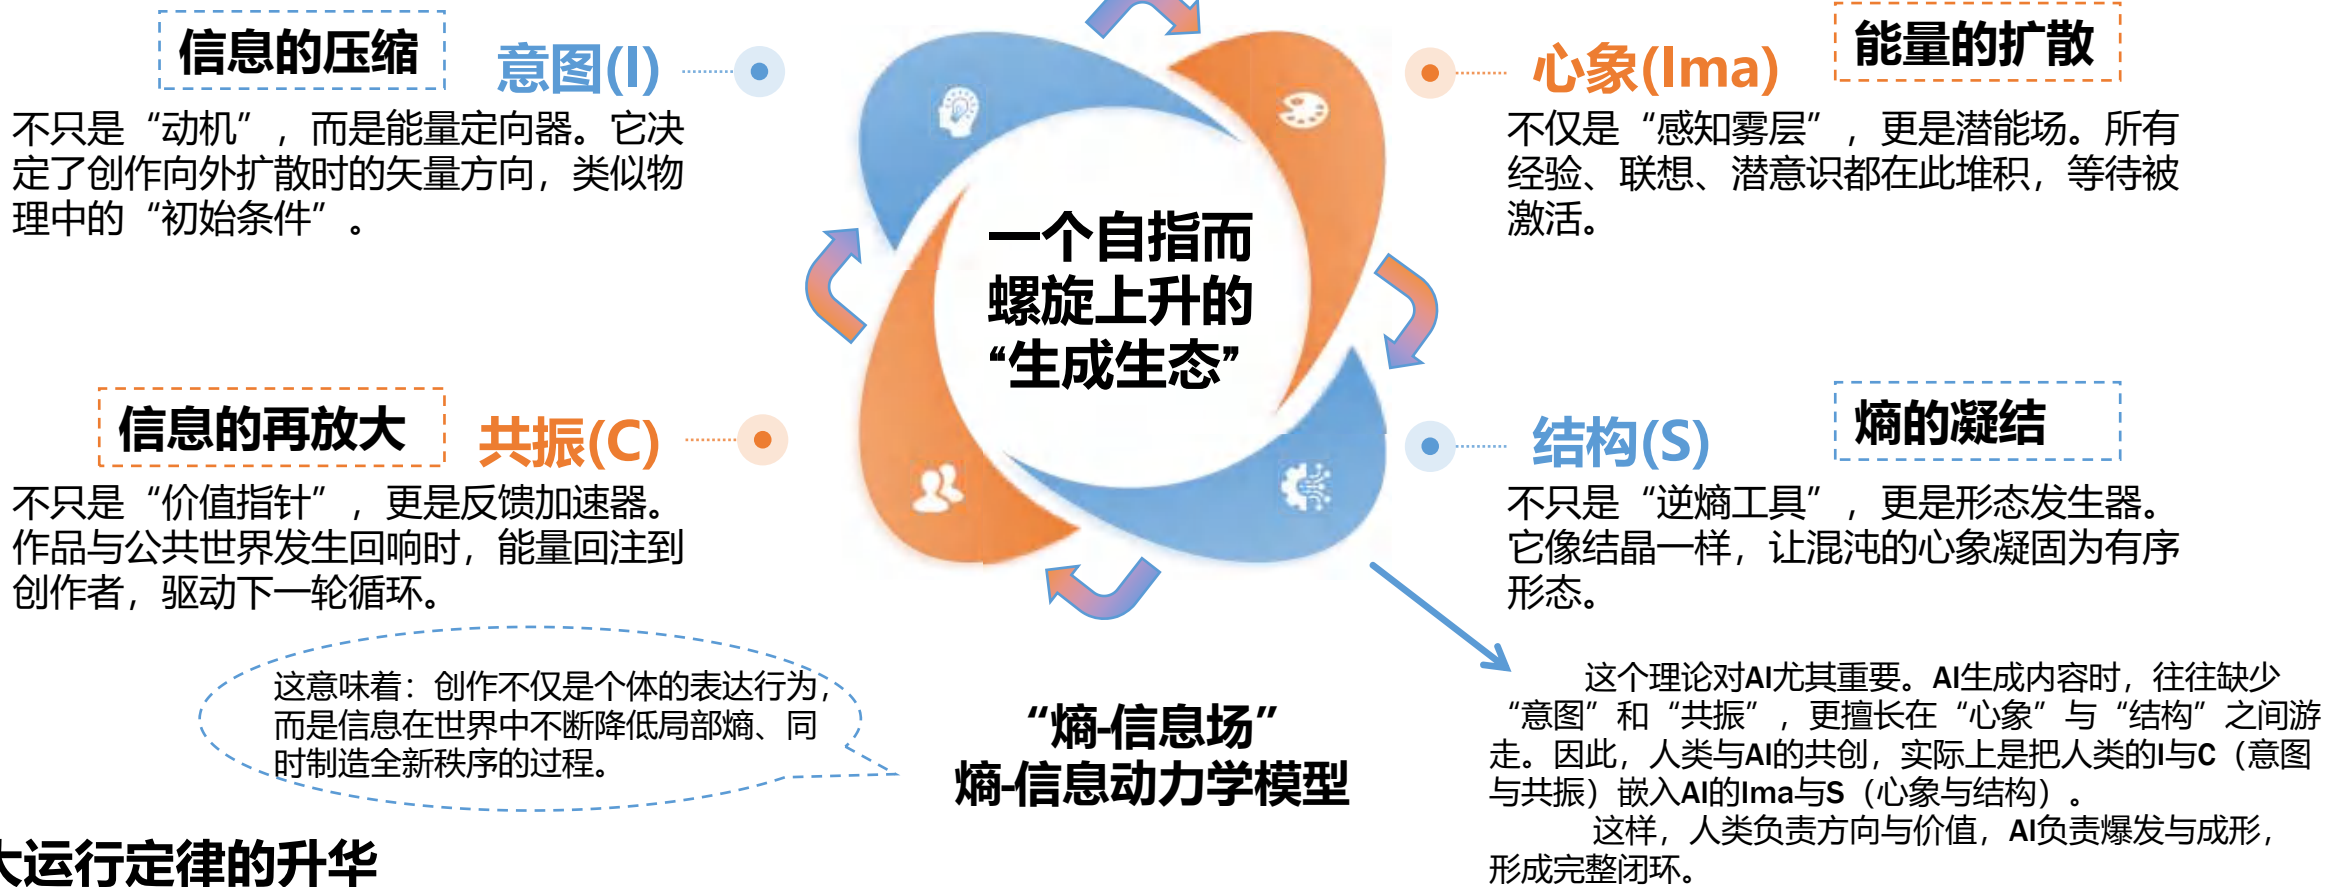 信息的压缩
意图(I)
不只是“动机”，而是能量定向器。它决
定了创作向外扩散时的矢量方向，类似物
理中的“初始条件”。
心象(Ima)
能量的扩散
不仅是“感知雾层”，更是潜能场。所有
经验、联想、潜意识都在此堆积，等待被
激活。
一个自指而
螺旋上升的
“生成生态”
信息的再放大
共振(C)
不只是“价值指针”，更是反馈加速器。
作品与公共世界发生回响时，能量回注到
创作者，驱动下一轮循环。
结构(S)
熵的凝结
不只是“逆熵工具”，更是形态发生器。
它像结晶一样，让混沌的心象凝固为有序
形态。
这意味着：创作不仅是个体的表达行为，
而是信息在世界中不断降低局部熵、同
时制造全新秩序的过程。
“熵-信息场”
熵-信息动力学模型
这个理论对AI尤其重要。AI生成内容时，往往缺少
“意图”和“共振”，更擅长在“心象”与“结构”之间游
走。因此，人类与AI的共创，实际上是把人类的I与C（意图
与共振）嵌入AI的Ima与S（心象与结构）。
这样，人类负责方向与价值，AI负责爆发与成形，
形成完整闭环。
大运行定律的升华